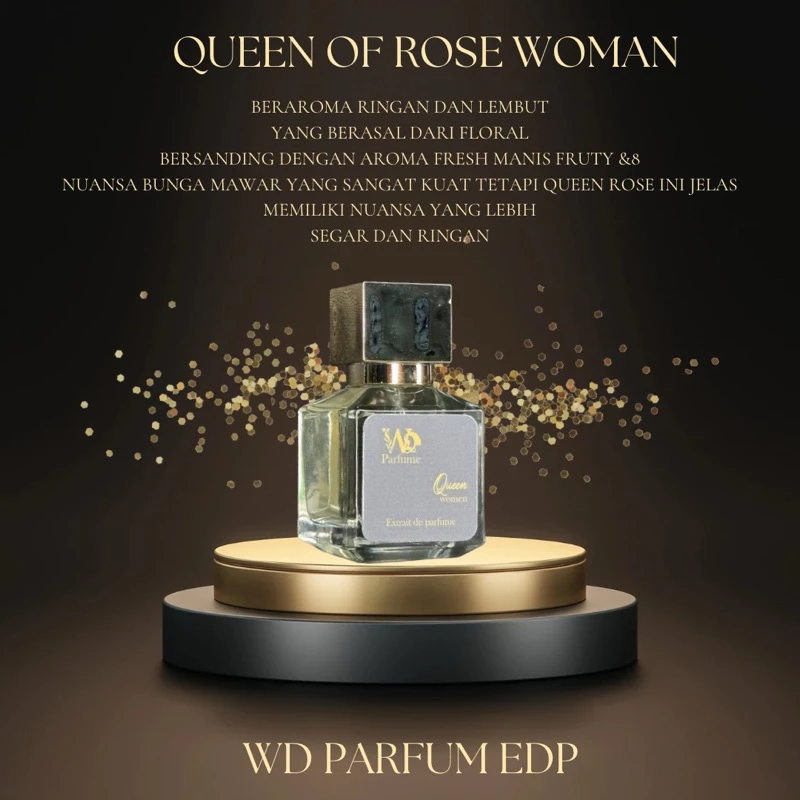 QUEEN OF ROSE WOMAN
BERAROMA RINGAN DAN LEMBUT
YANG BERASAL DARI FLORAL
BERSANDING DENGAN AROMA FRESH MANIS FRUTY &8
NUANSA BUNGA MAWAR YANG SANGAT KUAT TETAPI QUEEN ROSE INI JELAS
MEMILIKI NUANSA YANG LEBIH
SEGAR DAN RINGAN
WD
Parfume
Queen
women
Extrait de parfume
WD PARFUM EDP